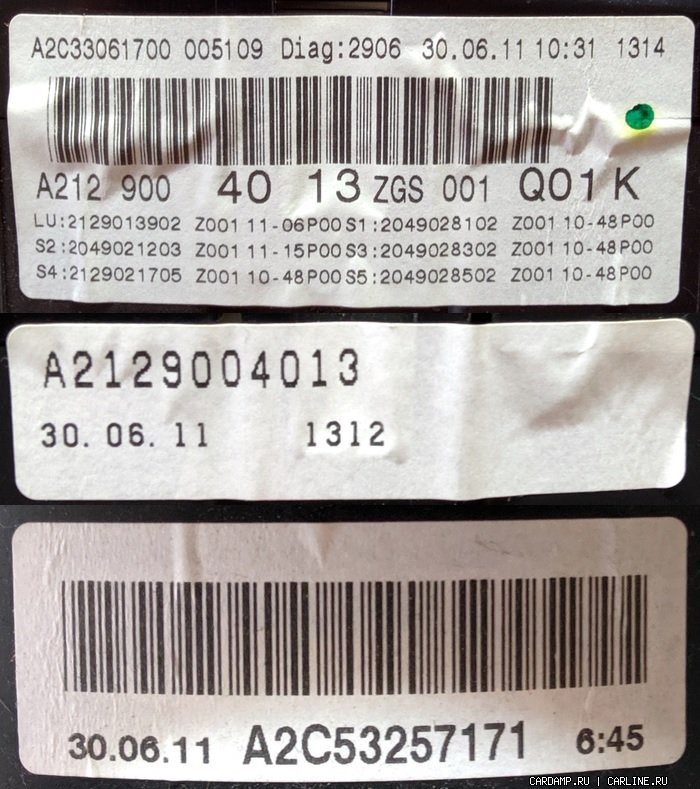 A2C33061700 005109 Diag:2906 30.06.11 10:31 1314
A212 900 40 13 ZGS 001 Q01 K
LU:2129013902 Z001 11-06P00 S1:2049028102 Z001 10-48P00
S2:2049021203 Z001 11-15P00 S3:2049028302 Z001 10-48P00
S4:2129021705 Z001 10-48P00 S5:2049028502 Z001 10-48P00
A2129004013
30. 06. 11 1312
30.06.11 A2C53257171 6:45
CARDAMP.RU | CARLINE.RU